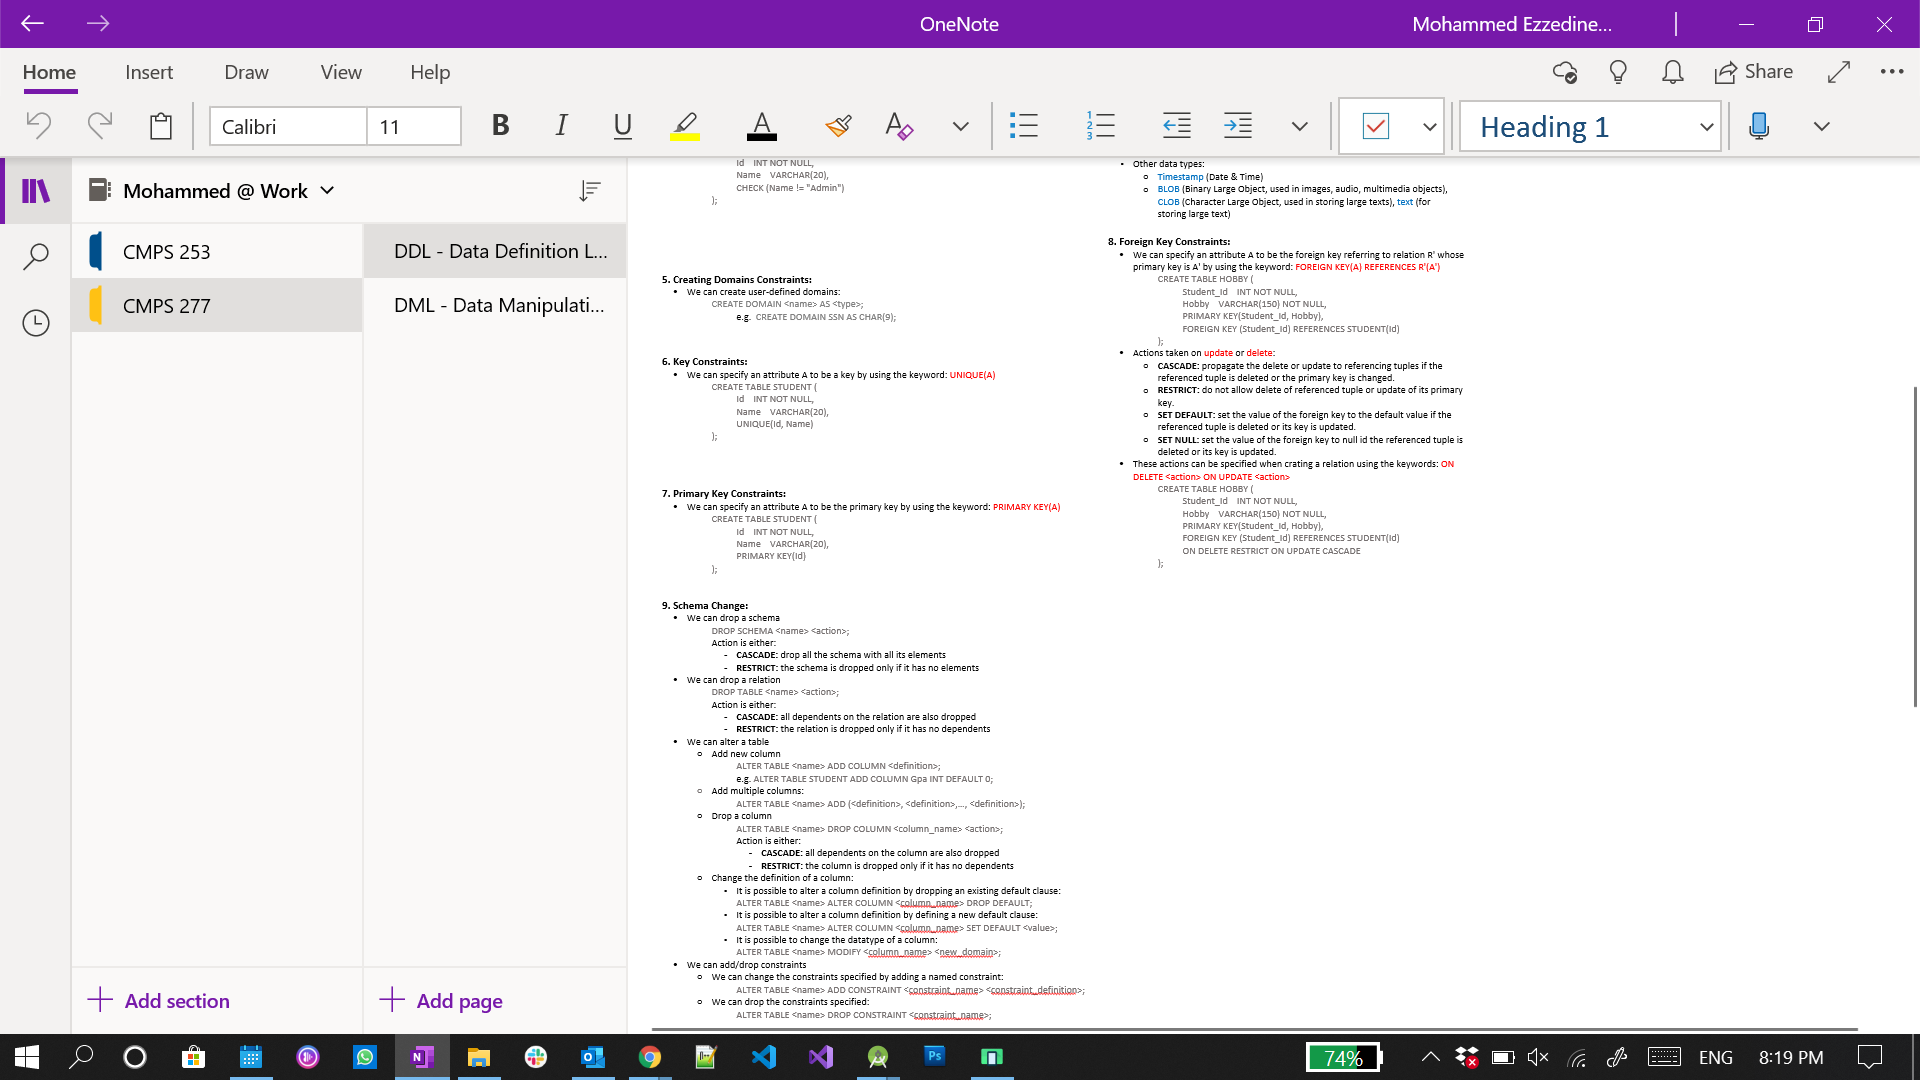 OneNote
Mohammed Ezzedine...
Home
Insert
Draw
View
Help
Share
Calibri
11
B
I
U
A
A
Heading 1
Mohammed @ Work
CMPS 253
CMPS 277
DDL - Data Definition L...
DML - Data Manipulati...
Add section
Add page
Id INT NOT NULL,
Name VARCHAR(20),
CHECK (Name != "Admin")
);
5. Creating Domains Constraints:
• We can create user-defined domains:
CREATE DOMAIN <name> AS <type>;
e.g. CREATE DOMAIN SSN AS CHAR(9);
6. Key Constraints:
• We can specify an attribute A to be a key by using the keyword: UNIQUE(A)
CREATE TABLE STUDENT (
Id INT NOT NULL,
Name VARCHAR(20),
UNIQUE(Id, Name)
);
7. Primary Key Constraints:
• We can specify an attribute A to be the primary key by using the keyword: PRIMARY KEY(A)
CREATE TABLE STUDENT (
Id INT NOT NULL,
Name VARCHAR(20),
PRIMARY KEY(Id)
);
• Other data types:
o Timestamp (Date & Time)
o BLOB (Binary Large Object, used in images, audio, multimedia objects),
CLOB (Character Large Object, used in storing large texts), text (for
storing large text)
8. Foreign Key Constraints:
• We can specify an attribute A to be the foreign key referring to relation R' whose
primary key is A' by using the keyword: FOREIGN KEY(A) REFERENCES R'(A')
CREATE TABLE HOBBY (
Student_Id INT NOT NULL,
Hobby VARCHAR(150) NOT NULL,
PRIMARY KEY(Student_Id, Hobby),
FOREIGN KEY (Student_Id) REFERENCES STUDENT(Id)
);
• Actions taken on update or delete:
o CASCADE: propagate the delete or update to referencing tuples if the
referenced tuple is deleted or the primary key is changed.
o RESTRICT: do not allow delete of referenced tuple or update of its primary
key.
o SET DEFAULT: set the value of the foreign key to the default value if the
referenced tuple is deleted or its key is updated.
o SET NULL: set the value of the foreign key to null id the referenced tuple is
deleted or its key is updated.
• These actions can be specified when crating a relation using the keywords: ON
DELETE <action> ON UPDATE <action>
CREATE TABLE HOBBY (
Student_Id INT NOT NULL,
Hobby VARCHAR(150) NOT NULL,
PRIMARY KEY(Student_Id, Hobby),
FOREIGN KEY (Student_Id) REFERENCES STUDENT(Id)
ON DELETE RESTRICT ON UPDATE CASCADE
);
9. Schema Change:
• We can drop a schema
DROP SCHEMA <name> <action>;
Action is either:
- CASCADE: drop all the schema with all its elements
- RESTRICT: the schema is dropped only if it has no elements
• We can drop a relation
DROP TABLE <name> <action>;
Action is either:
- CASCADE: all dependents on the relation are also dropped
- RESTRICT: the relation is dropped only if it has no dependents
• We can alter a table
o Add new column
ALTER TABLE <name> ADD COLUMN <definition>;
e.g. ALTER TABLE STUDENT ADD COLUMN Gpa INT DEFAULT 0;
o Add multiple columns:
ALTER TABLE <name> ADD (<definition>, <definition>,..., <definition>);
o Drop a column
ALTER TABLE <name> DROP COLUMN <column_name> <action>;
Action is either:
- CASCADE: all dependents on the column are also dropped
- RESTRICT: the column is dropped only if it has no dependents
o Change the definition of a column:
• It is possible to alter a column definition by dropping an existing default clause:
ALTER TABLE <name> ALTER COLUMN <column_name> DROP DEFAULT;
• It is possible to alter a column definition by defining a new default clause:
ALTER TABLE <name> ALTER COLUMN <column_name> SET DEFAULT <value>;
• It is possible to change the datatype of a column:
ALTER TABLE <name> MODIFY <column_name> <new_domain>;
• We can add/drop constraints
o We can change the constraints specified by adding a named constraint:
ALTER TABLE <name> ADD CONSTRAINT <constraint_name> <constraint_definition>;
o We can drop the constraints specified:
ALTER TABLE <name> DROP CONSTRAINT <constraint_name>;
74%
ENG
8:19 PM